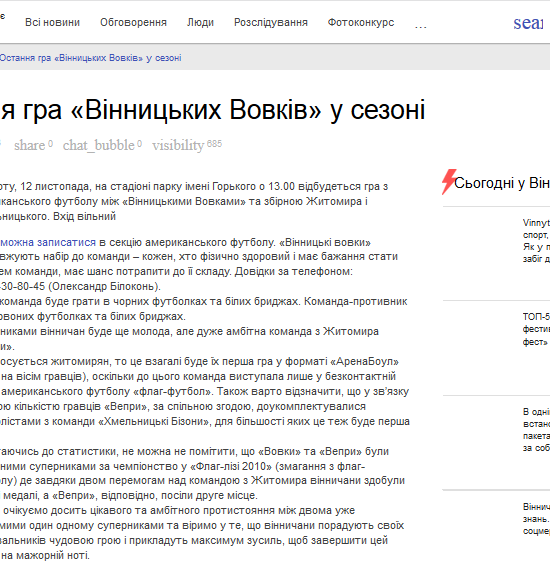 є
Всі новини Обговорення Люди Розслідування Фотоконкурс ...
sear
Остання гра «Вінницьких Вовків» у сезоні
я гра «Вінницьких Вовків» у сезоні
share 0 chat_bubble 0 visibility 685
оту, 12 листопада, на стадіоні парку імені Горького о 13.00 відбудеться гра з
иканського футболу між «Вінницькими Вовками» та збірною Житомира і
ьницького. Вхід вільний
можна записатися в секцію американського футболу. «Вінницькі вовки»
вжують набір до команди – кожен, хто фізично здоровий і має бажання стати
ем команди, має шанс потрапити до її складу. Довідки за телефоном:
-30-80-45 (Олександр Білоконь).
команда буде грати в чорних футболках та білих бриджах. Команда-противник
рвоних футболках та білих бриджах.
никами вінничан буде ще молода, але дуже амбітна команда з Житомира
и».
осується житомирян, то це взагалі буде їх перша гра у форматі «АренаБоул»
на вісім гравців), оскільки до цього команда виступала лише у безконтактній
американського футболу «флаг-футбол». Також варто відзначити, що у зв'язку
ою кількістю гравців «Вепри», за спільною згодою, доукомплектувалися
лістами з команди «Хмельницькі Бізони», для більшості яких це теж буде перша
таючись до статистики, не можна не помітити, що «Вовки» та «Вепри» були
ними суперниками за чемпіонство у «Флаг-лізі 2010» (змагання з флаг-
лу) де завдяки двом перемогам над командою з Житомира вінничани здобули
медалі, а «Вепри», відповідно, посіли друге місце.
очікуємо досить цікавого та амбітного протистояння між двома уже
мими один одному суперниками та віримо у те, що вінничани порадують своїх
вальників чудовою грою і прикладуть максимум зусиль, щоб завершити цей
на мажорній ноті.
Сьогодні у Він
Vinnyt
спорт,
Як у п
забіг д
ТОП-5
фести
фест»
В одні
встано
пакета
за соб
Віннич
знань.
соцмер